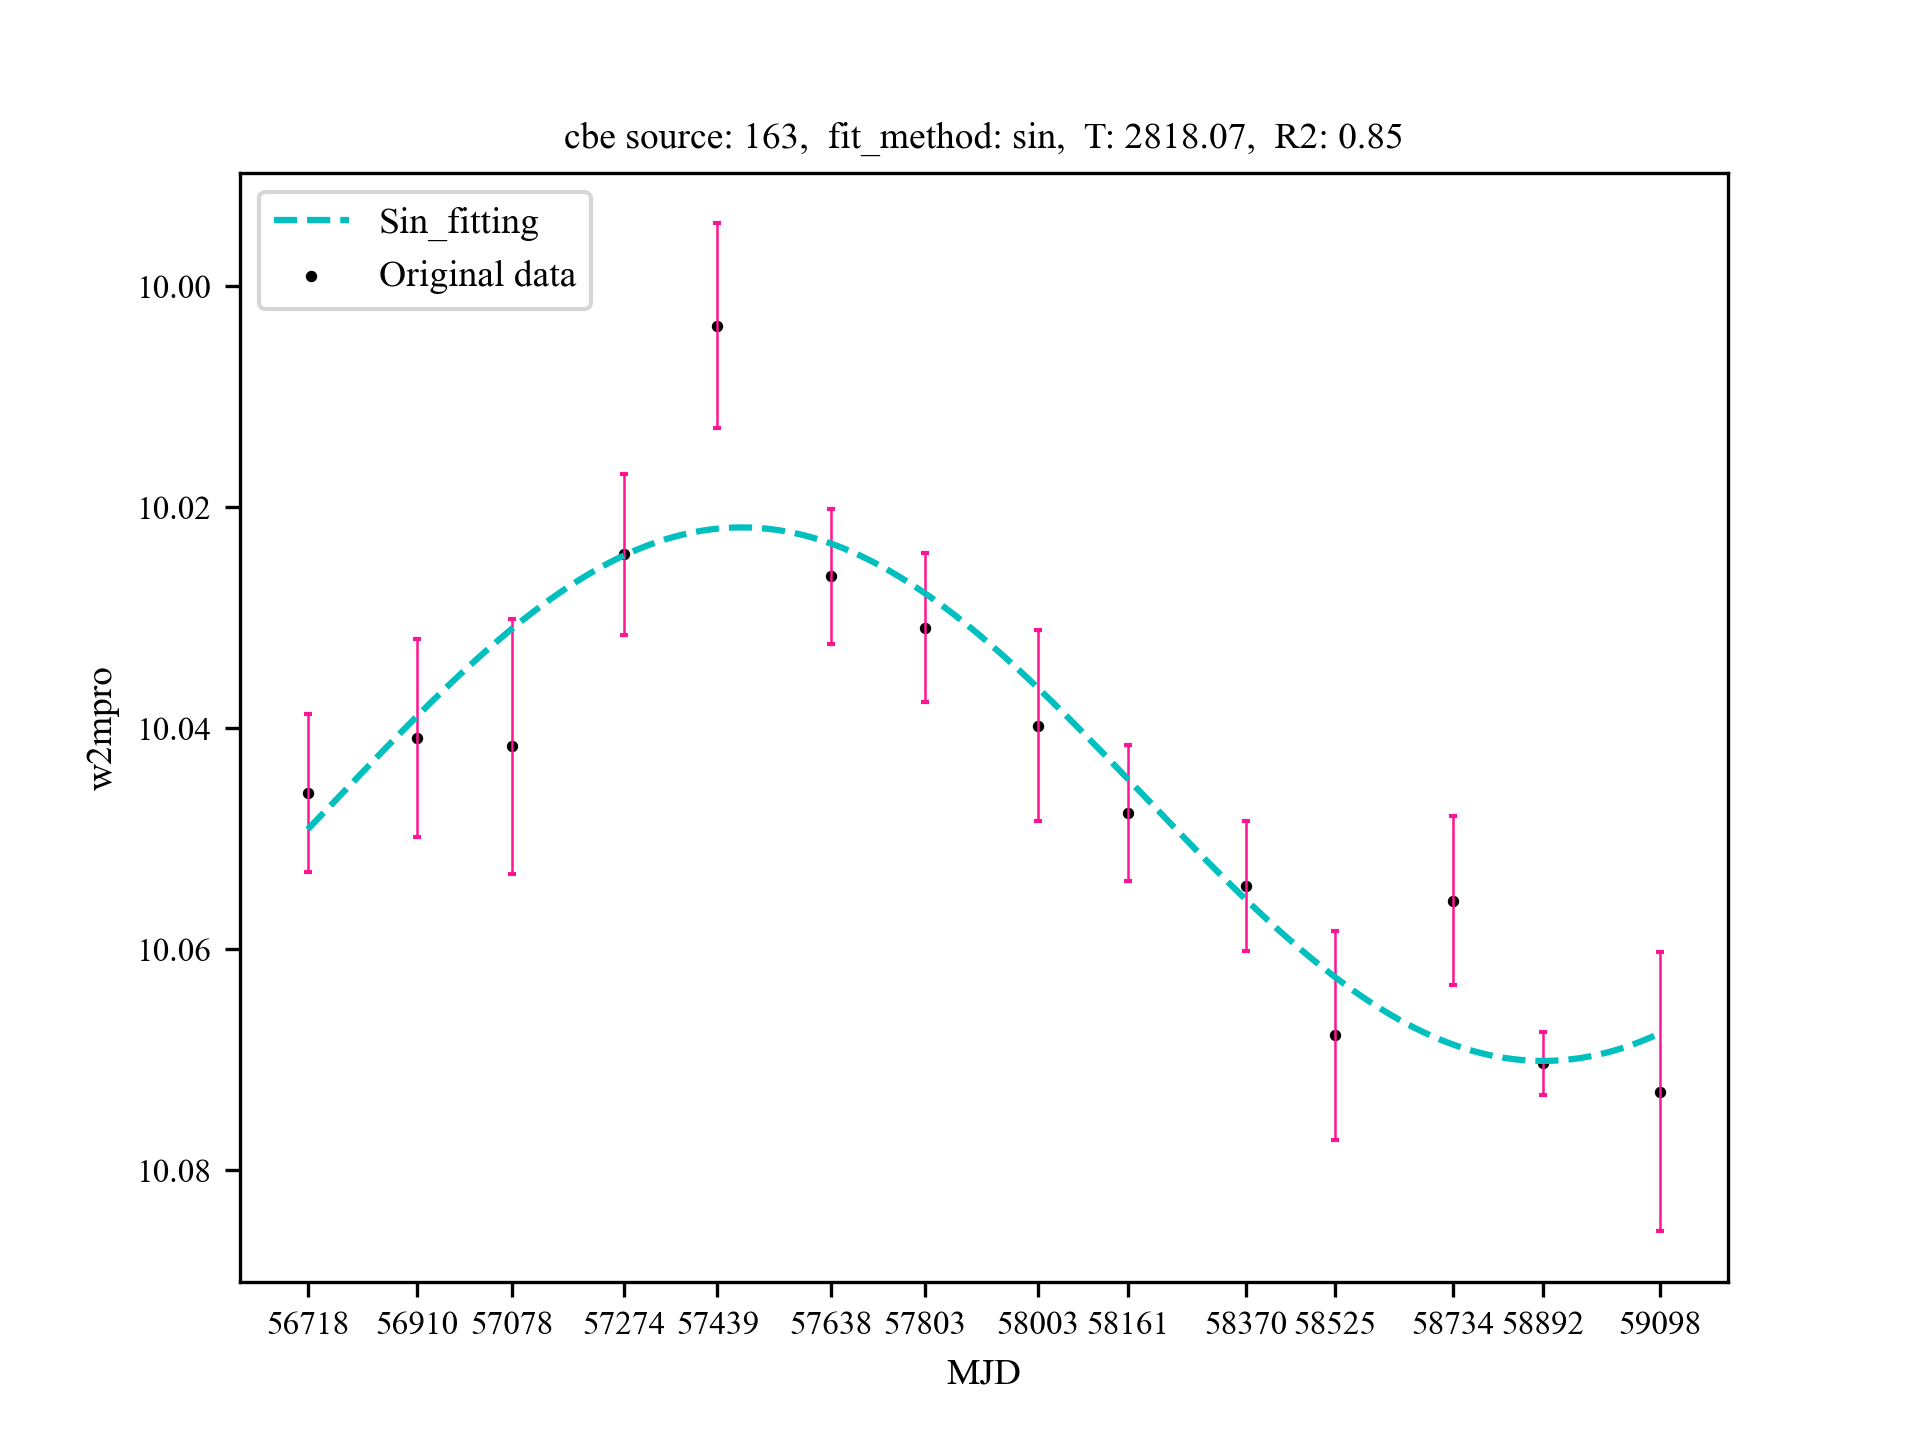 cbe source: 163,  fit_method: sin,  T: 2818.07,  R2: 0.85
Sin_fitting
Original data
10.00
10.02
10.04
10.06
10.08
w2mpro
56718 56910 57078 57274 57439 57638 57803 58003 58161 58370 58525 58734 58892 59098
MJD